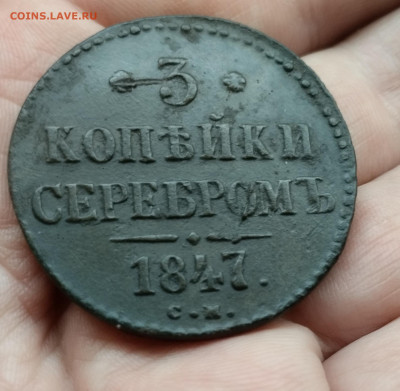 COINS.LAVE.RU
3
КОПѢЙКИ
СЕРЕБРОМЪ
1847.
С.М.